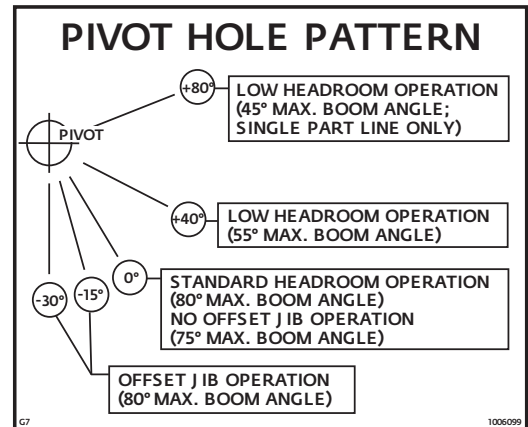 PIVOT HOLE PATTERN
+80°
LOW HEADROOM OPERATION
(45° MAX. BOOM ANGLE;
SINGLE PART LINE ONLY)
PIVOT
+40°
LOW HEADROOM OPERATION
(55° MAX. BOOM ANGLE)
0°
STANDARD HEADROOM OPERATION
(80° MAX. BOOM ANGLE)
NO OFFSET JIB OPERATION
(75° MAX. BOOM ANGLE)
-30°
-15°
OFFSET JIB OPERATION
(80° MAX. BOOM ANGLE)
G7
1006099